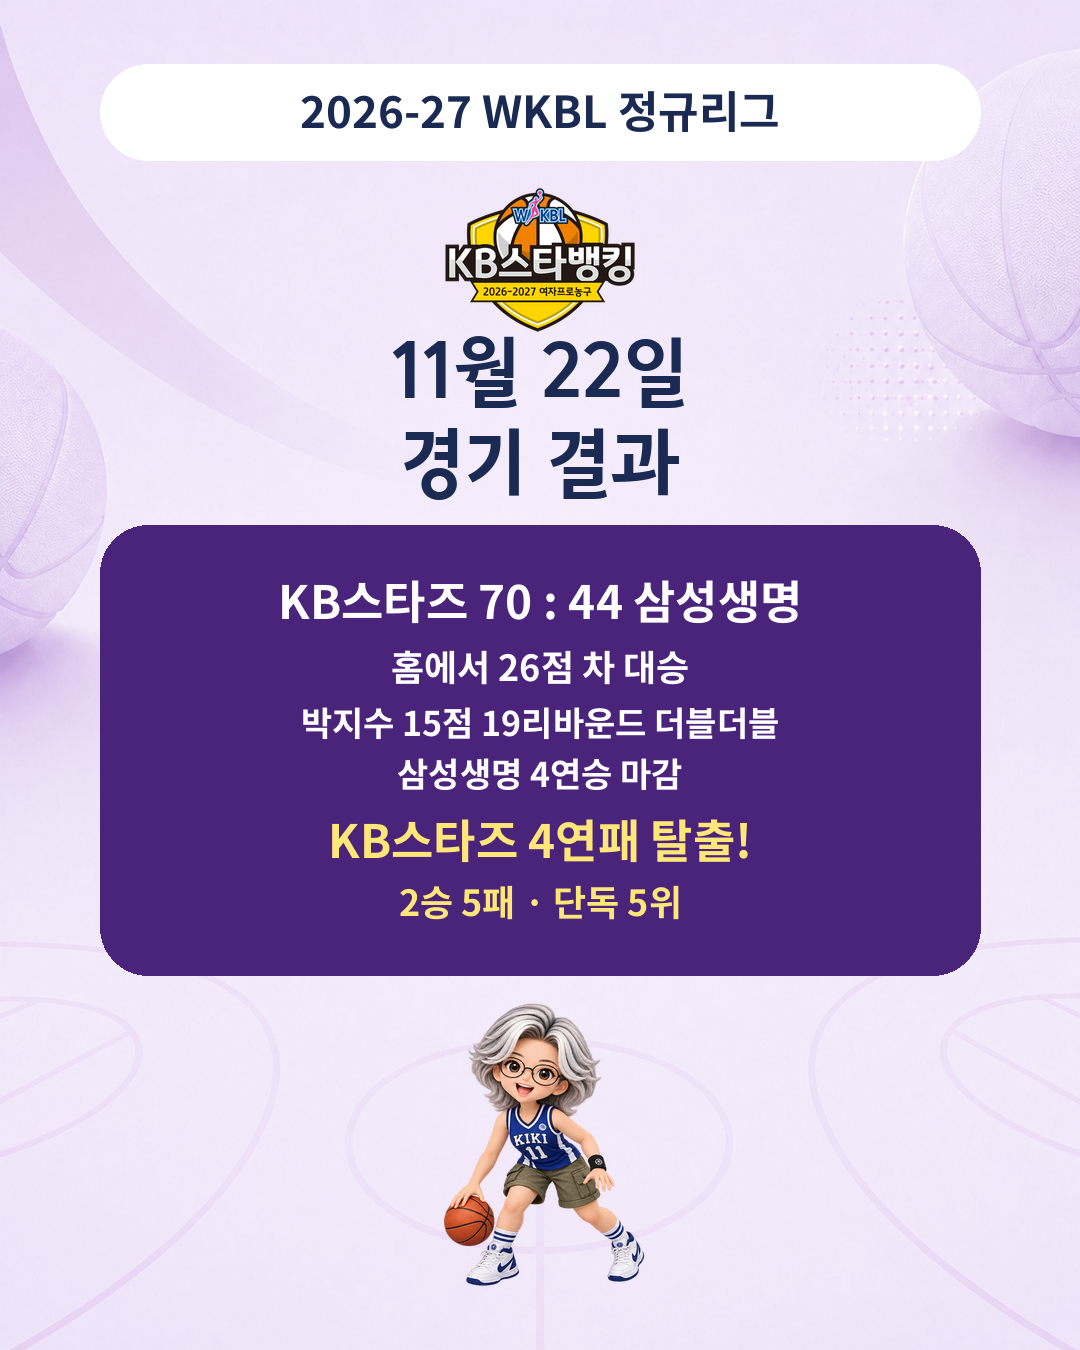 2026-27 WKBL 정규리그
WKBL
KB스타뱅킹
2026-2027 여자프로농구
11월 22일
경기 결과
KB스타즈 70 : 44 삼성생명
홈에서 26점 차 대승
박지수 15점 19리바운드 더블더블
삼성생명 4연승 마감
KB스타즈 4연패 탈출!
2승 5패 · 단독 5위
KIKI
11